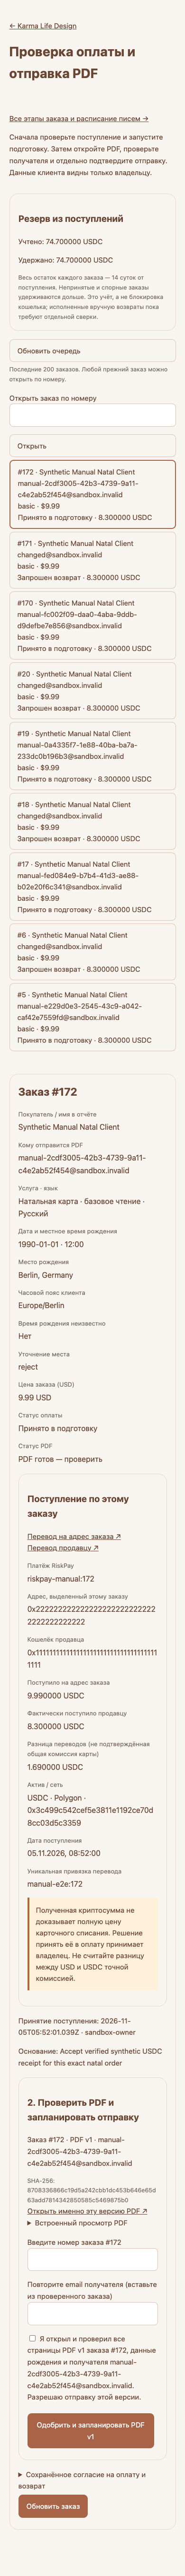 ← Karma Life Design
Проверка оплаты и
отправка PDF
Все этапы заказа и расписание писем →
Сначала проверьте поступление и запустите
подготовку. Затем откройте PDF, проверьте
получателя и отдельно подтвердите отправку.
Данные клиента видны только владельцу.
Резерв из поступлений
Учтено: 74.700000 USDC
Удержано: 74.700000 USDC
Весь остаток каждого заказа — 14 суток от
поступления. Непринятые и спорные заказы
удерживаются дольше. Это учёт, а не блокировка
кошелька; исполненные вручную возвраты пока
требуют отдельной сверки.
Обновить очередь
Последние 200 заказов. Любой прежний заказ можно
открыть по номеру.
Открыть заказ по номеру
Открыть
#172 · Synthetic Manual Natal Client
manual-2cdf3005-42b3-4739-9a11-
c4e2ab52f454@sandbox.invalid
basic · $9.99
Принято в подготовку · 8.300000 USDC
#171 · Synthetic Manual Natal Client
changed@sandbox.invalid
basic · $9.99
Запрошен возврат · 8.300000 USDC
#170 · Synthetic Manual Natal Client
manual-fc002f09-daa0-4aba-9ddb-
d9defbe7e856@sandbox.invalid
basic · $9.99
Принято в подготовку · 8.300000 USDC
#20 · Synthetic Manual Natal Client
changed@sandbox.invalid
basic · $9.99
Запрошен возврат · 8.300000 USDC
#19 · Synthetic Manual Natal Client
manual-0a4335f7-1e88-40ba-ba7a-
233dc0b196b3@sandbox.invalid
basic · $9.99
Принято в подготовку · 8.300000 USDC
#18 · Synthetic Manual Natal Client
changed@sandbox.invalid
basic · $9.99
Запрошен возврат · 8.300000 USDC
#17 · Synthetic Manual Natal Client
manual-fed084e9-b7b4-41d3-ae88-
b02e20f6c341@sandbox.invalid
basic · $9.99
Принято в подготовку · 8.300000 USDC
#6 · Synthetic Manual Natal Client
changed@sandbox.invalid
basic · $9.99
Запрошен возврат · 8.300000 USDC
#5 · Synthetic Manual Natal Client
manual-e229d0e3-2545-43c9-a042-
caf42e7559fd@sandbox.invalid
basic · $9.99
Принято в подготовку · 8.300000 USDC
Заказ #172
Покупатель / имя в отчёте
Synthetic Manual Natal Client
Кому отправится PDF
manual-2cdf3005-42b3-4739-9a11-
c4e2ab52f454@sandbox.invalid
Услуга · язык
Натальная карта · базовое чтение ·
Русский
Дата и местное время рождения
1990-01-01 · 12:00
Место рождения
Berlin, Germany
Часовой пояс клиента
Europe/Berlin
Время рождения неизвестно
Нет
Уточнение места
reject
Цена заказа (USD)
9.99 USD
Статус оплаты
Принято в подготовку
Статус PDF
PDF готов — проверить
Поступление по этому
заказу
Перевод на адрес заказа ↗
Перевод продавцу ↗
Платёж RiskPay
riskpay-manual:172
Адрес, выделенный этому заказу
0x2222222222222222222222222222
2222222222222
Кошелёк продавца
0x11111111111111111111111111111111111
1111
Поступило на адрес заказа
9.990000 USDC
Фактически поступило продавцу
8.300000 USDC
Разница переводов (не подтверждённая
общая комиссия карты)
1.690000 USDC
Актив / сеть
USDC · Polygon ·
0x3c499c542cef5e3811e1192ce70d
8cc03d5c3359
Дата поступления
05.11.2026, 08:52:00
Уникальная привязка перевода
manual-e2e:172
Полученная криптосумма не
доказывает полную цену
карточного списания. Решение
принять её в оплату принимает
владелец. Не считайте разницу
между USD и USDC точной
комиссией.
Принятие поступления: 2026-11-
05T05:52:01.039Z · sandbox-owner
Основание: Accept verified synthetic USDC
receipt for this exact natal order
2. Проверить PDF и
запланировать отправку
Заказ #172 · PDF v1 · manual-
2cdf3005-42b3-4739-9a11-
c4e2ab52f454@sandbox.invalid
SHA-256:
Открыть именно эту версию PDF ↗
▶ Встроенный просмотр PDF
Введите номер заказа #172
Повторите email получателя (вставьте
из проверенного заказа)
Я открыл и проверил все
страницы PDF v1 заказа #172, данные
рождения и получателя manual-
2cdf3005-42b3-4739-9a11-
c4e2ab52f454@sandbox.invalid.
Разрешаю отправку этой версии.
Одобрить и запланировать PDF
v1
▶ Сохранённое согласие на оплату и
возврат
Обновить заказ